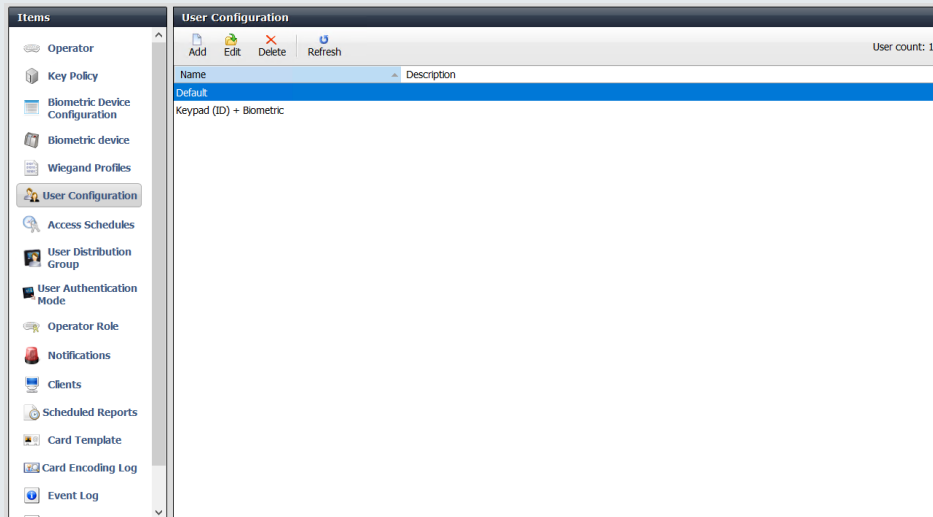 Items
Operator
Key Policy
Biometric Device
Configuration
Biometric device
Wiegand Profiles
User Configuration
Access Schedules
User Distribution
Group
User Authentication
Mode
Operator Role
Notifications
Clients
Scheduled Reports
Card Template
Card Encoding Log
Event Log
User Configuration
Add Edit Delete Refresh User count: 1
Name Description
Default
Keypad (ID) + Biometric